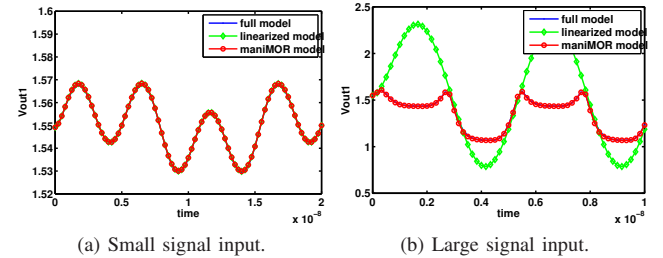 1.6
1.59
1.58
1.57
1.56
1.55
1.54
1.53
1.52
Vout1
full model
linearized model
maniMOR model
0
0.5
1
1.5
2
time
x 10⁻⁸
(a) Small signal input.
2.5
2
1.5
1
0.5
Vout1
full model
linearized model
maniMOR model
0
0.2
0.4
0.6
0.8
1
time
x 10⁻⁸
(b) Large signal input.